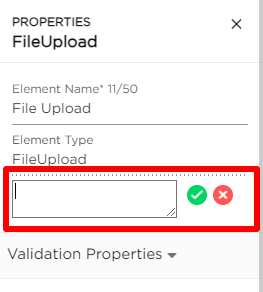 PROPERTIES
FileUpload
Element Name* 11/50
File Upload
Element Type
FileUpload
Validation Properties